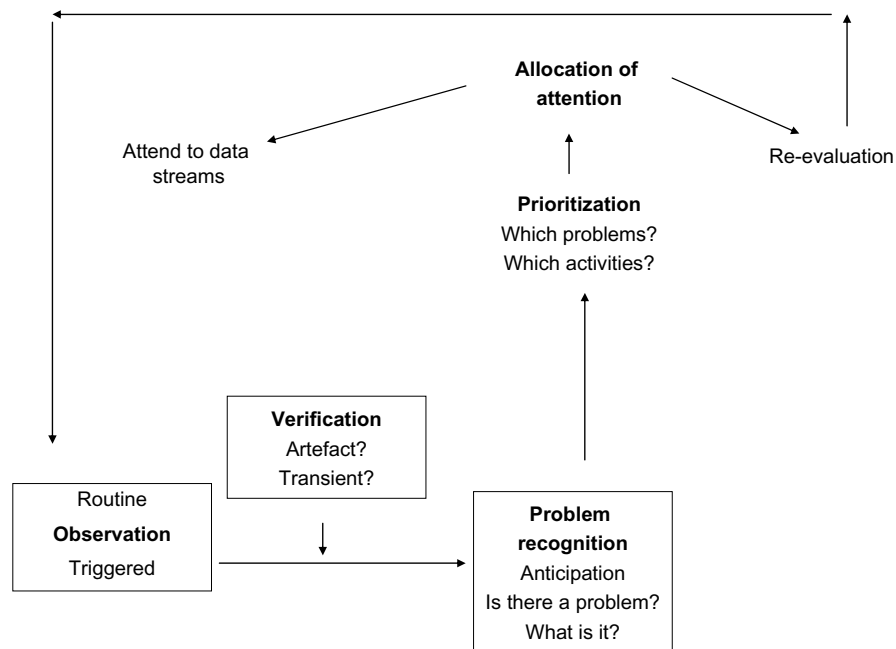 Allocation of
attention
Attend to data
streams
Re-evaluation
Prioritization
Which problems?
Which activities?
Verification
Artefact?
Transient?
Routine
Observation
Triggered
Problem
recognition
Anticipation
Is there a problem?
What is it?